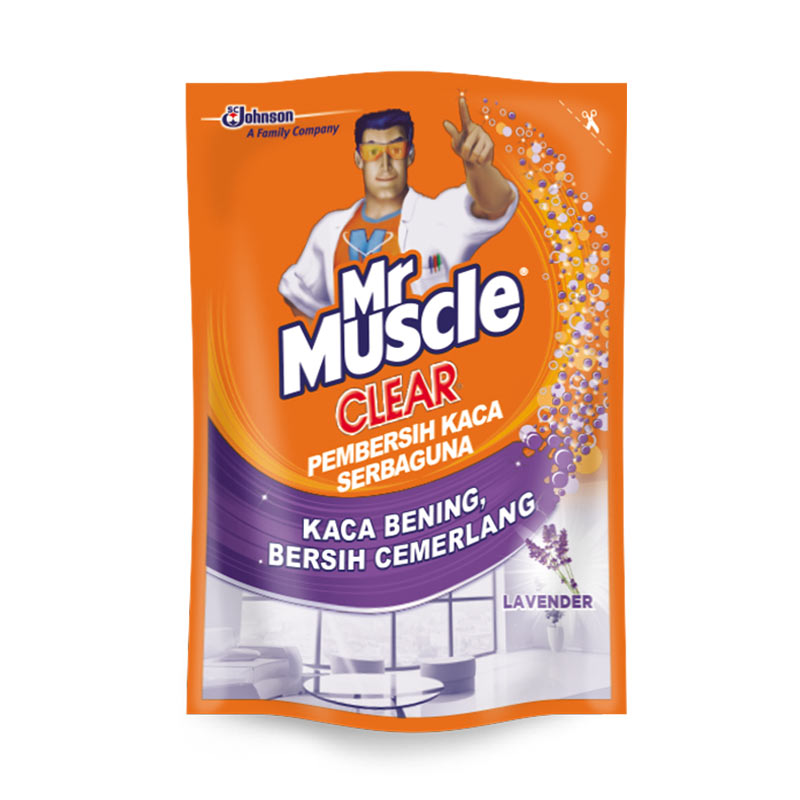 SC Johnson
A Family Company
Mr
Muscle®
CLEAR
PEMBERSIH KACA
SERBAGUNA
KACA BENING,
BERSIH CEMERLANG
LAVENDER